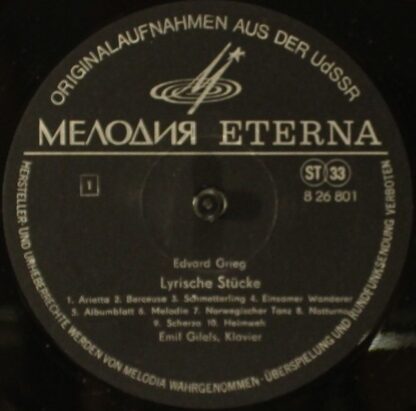 ORIGINALAUFNAHMEN AUS DER UdSSR
МЕЛОДИЯ ETERNA
ST 33
1
8 26 801
Edvard Grieg
Lyrische Stücke
1. Arietta 2. Berceuse 3. Schmetterling 4. Einsamer Wanderer
5. Albumblatt 6. Melodie 7. Norwegischer Tanz 8. Notturno
9. Scherzo 10. Heimweh
Emil Gilels, Klavier
HERSTELLER- UND URHEBERRECHTE WERDEN VON MELODIA WAHRGENOMMEN · ÜBERSPIELUNG UND RUNDFUNKSENDUNG VERBOTEN